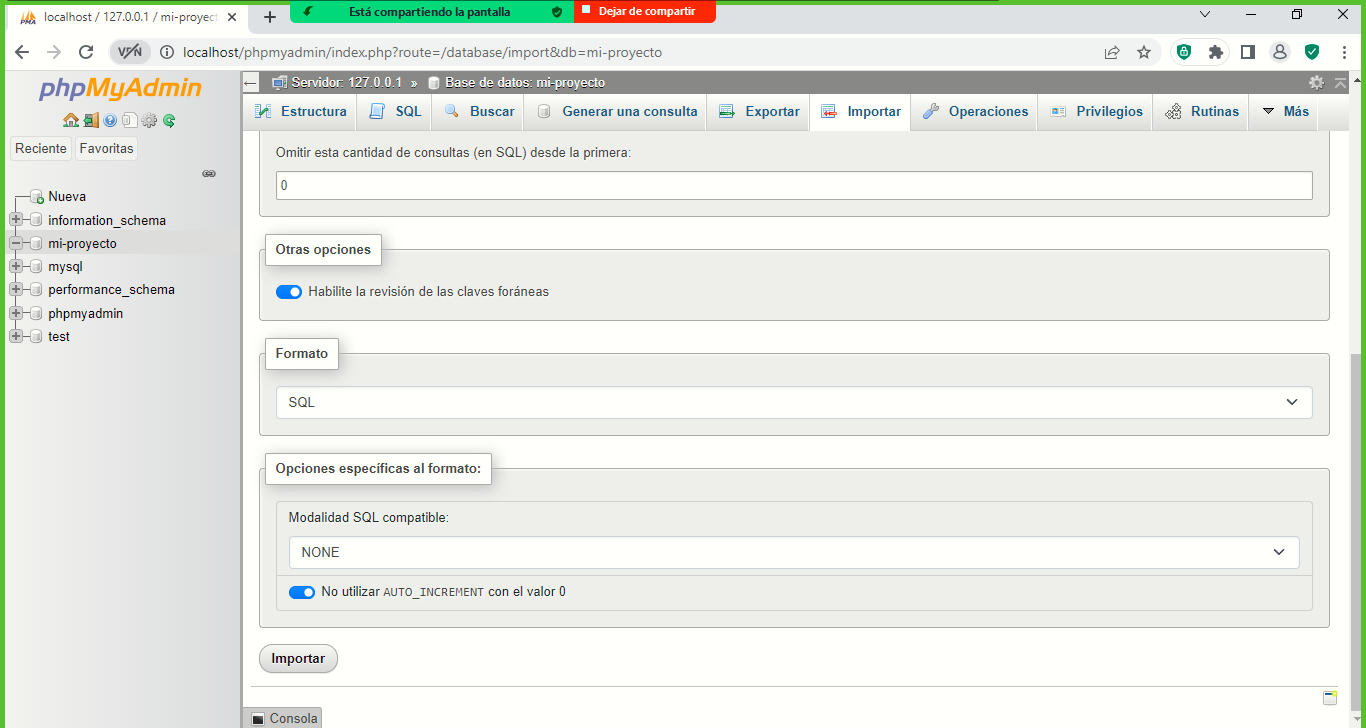 localhost / 127.0.0.1 / mi-proyect
Está compartiendo la pantalla
Dejar de compartir
VPN
localhost/phpmyadmin/index.php?route=/database/import&db=mi-proyecto
phpMyAdmin
Reciente
Favoritas
Nueva
information_schema
mi-proyecto
mysql
performance_schema
phpmyadmin
test
Servidor: 127.0.0.1 » Base de datos: mi-proyecto
Estructura
SQL
Buscar
Generar una consulta
Exportar
Importar
Operaciones
Privilegios
Rutinas
Más
Omitir esta cantidad de consultas (en SQL) desde la primera:
0
Otras opciones
Habilite la revisión de las claves foráneas
Formato
SQL
Opciones específicas al formato:
Modalidad SQL compatible:
NONE
No utilizar AUTO_INCREMENT con el valor 0
Importar
Consola